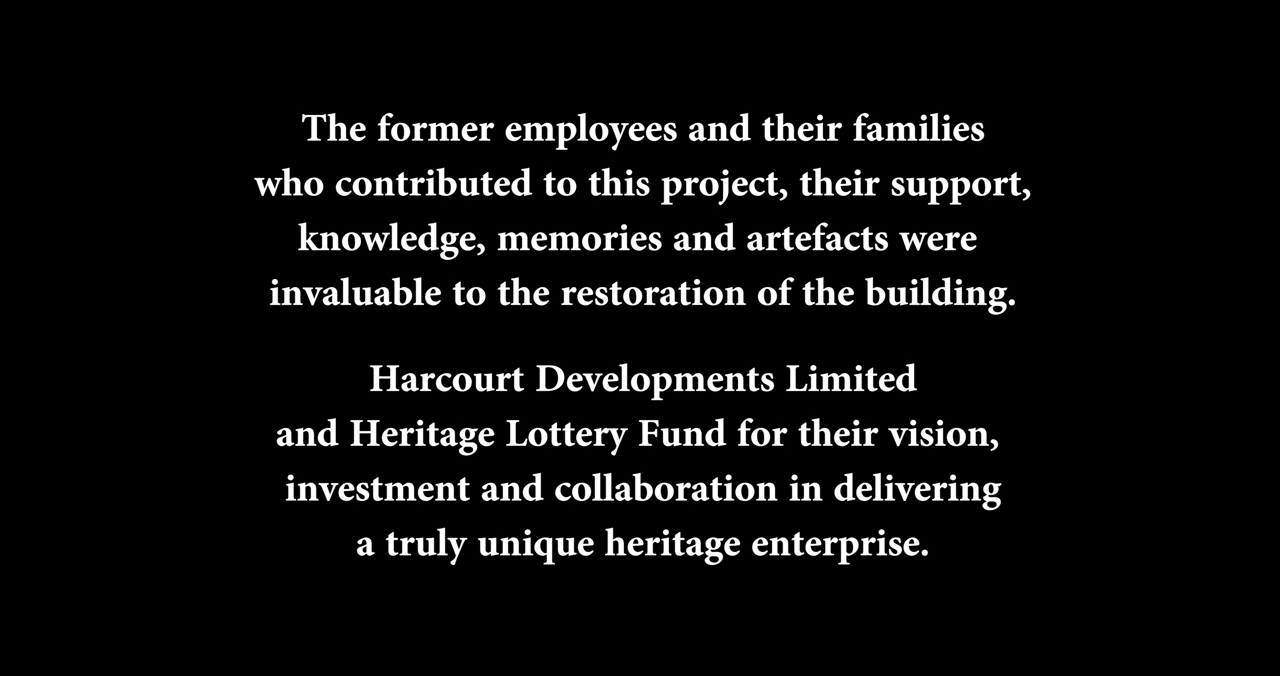 The former employees and their families
who contributed to this project, their support,
knowledge, memories and artefacts were
invaluable to the restoration of the building.
Harcourt Developments Limited
and Heritage Lottery Fund for their vision,
investment and collaboration in delivering
a truly unique heritage enterprise.